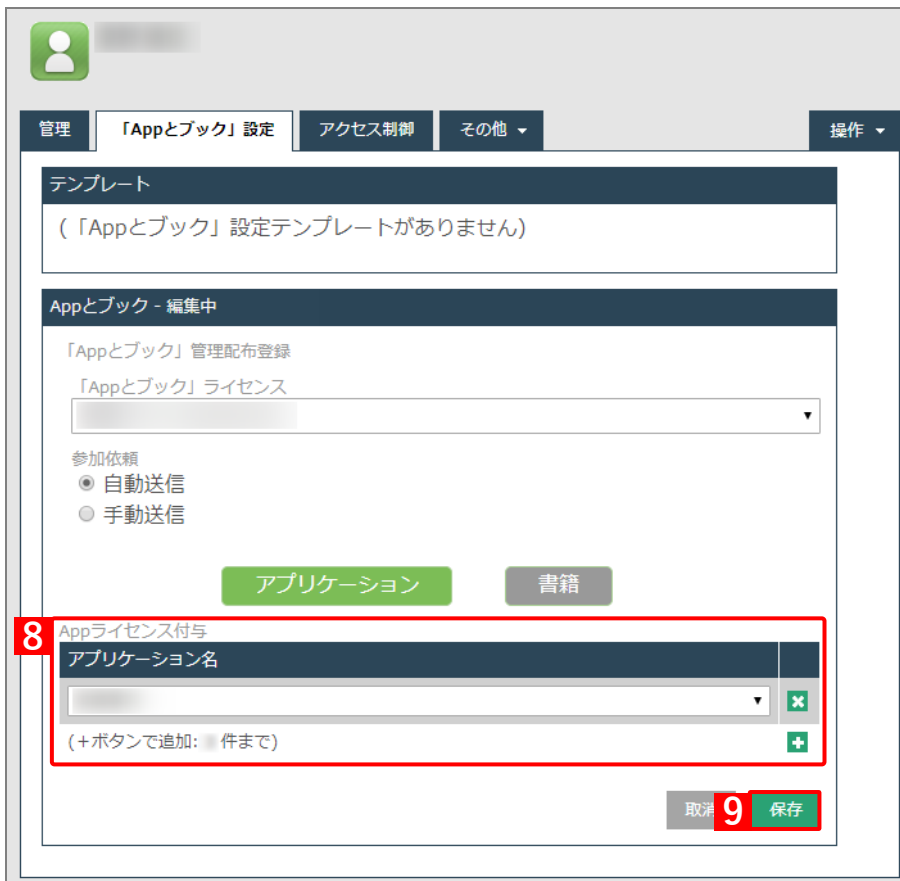 管理 「Appとブック」設定 アクセス制御 その他 操作
テンプレート
(「Appとブック」設定テンプレートがありません)
Appとブック - 編集中
「Appとブック」管理配布登録
「Appとブック」ライセンス
参加依頼
自動送信
手動送信
アプリケーション 書籍
8 Appライセンス付与
アプリケーション名
(+ボタンで追加: 件まで)
取消 9 保存